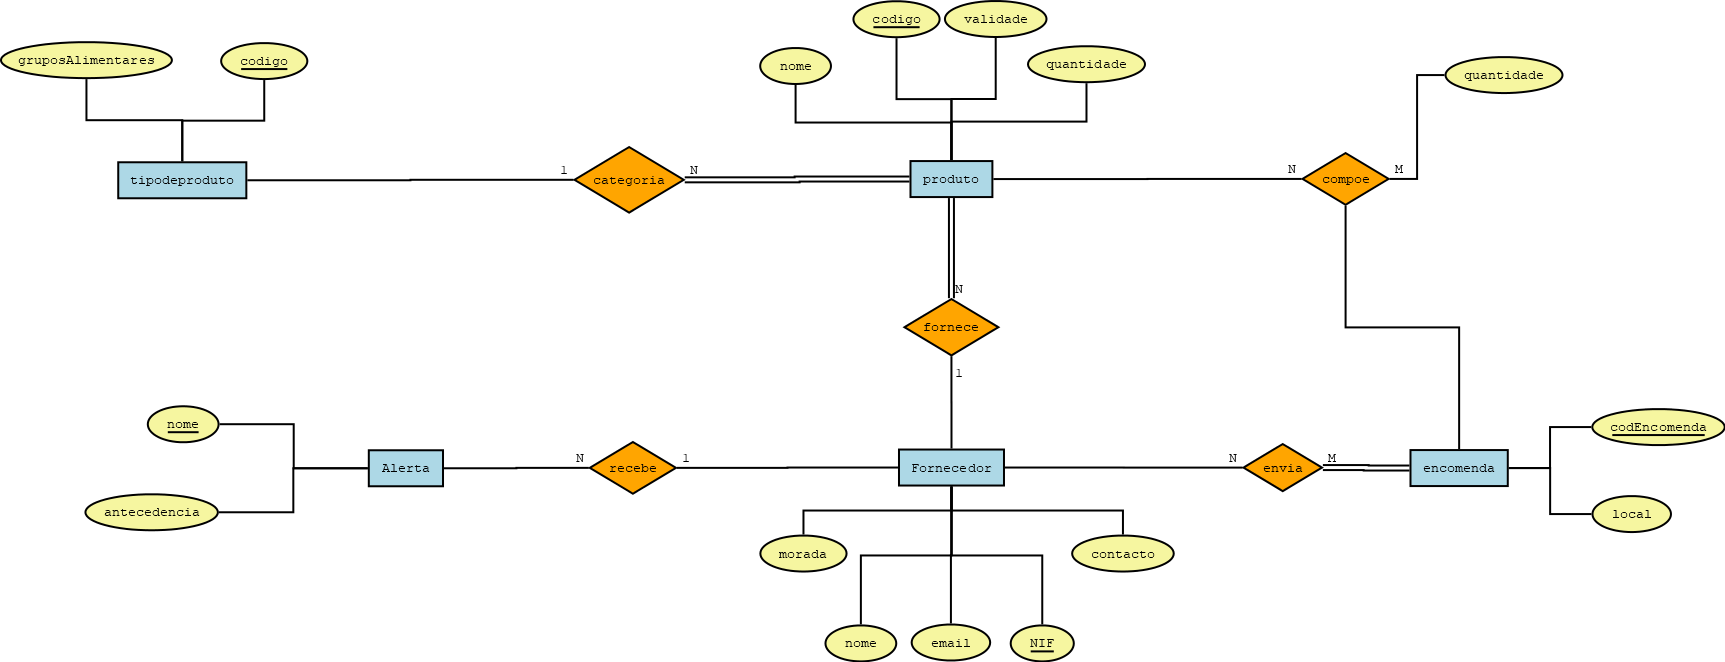 codigo
validade
gruposAlimentares
codigo
nome
quantidade
quantidade
tipodeproduto
1
categoria
N
produto
N
compoe
M
N
fornece
1
nome
codEncomenda
Alerta
N
recebe
1
Fornecedor
N
envia
M
encomenda
antecedencia
local
morada
contacto
nome
email
NIF